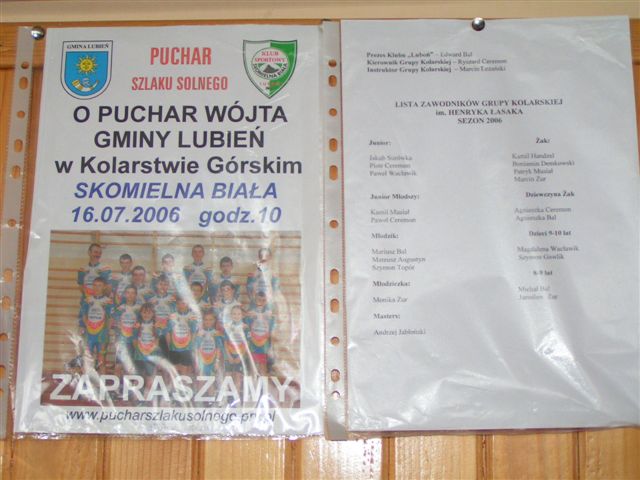 GMINA LUBIEŃ
PUCHAR
SZLAKU SOLNEGO
KLUB
SPORTOWY
SKOMIELNA BIAŁA
O PUCHAR WÓJTA
GMINY LUBIEŃ
w Kolarstwie Górskim
SKOMIELNA BIAŁA
16.07.2006 godz.10
ZAPRASZAMY
www.pucharszlakusolnego.prv.pl
Prezes Klubu „Luboń” – Edward Bal
Kierownik Grupy Kolarskiej – Ryszard Ceremon
Instruktor Grupy Kolarskiej – Marcin Leżański
LISTA ZAWODNIKÓW GRUPY KOLARSKIEJ
im. HENRYKA ŁASAKA
SEZON 2006
Junior:
Jakub Surówka
Piotr Ceremon
Paweł Wacławik
Junior Młodszy:
Kamil Musiał
Paweł Ceremon
Młodzik:
Mariusz Bal
Mateusz Augustyn
Szymon Topór
Młodziczka:
Monika Żur
Masters:
Andrzej Jabłoński
Żak:
Kamil Handzel
Beniamin Demkowski
Patryk Musiał
Marcin Żur
Dziewczyna Żak
Agnieszka Ceremon
Agnieszka Bal
Dzieci 9-10 lat
Magdalena Wacławik
Szymon Gawlik
8-9 lat
Michał Bal
Jarosław Żur